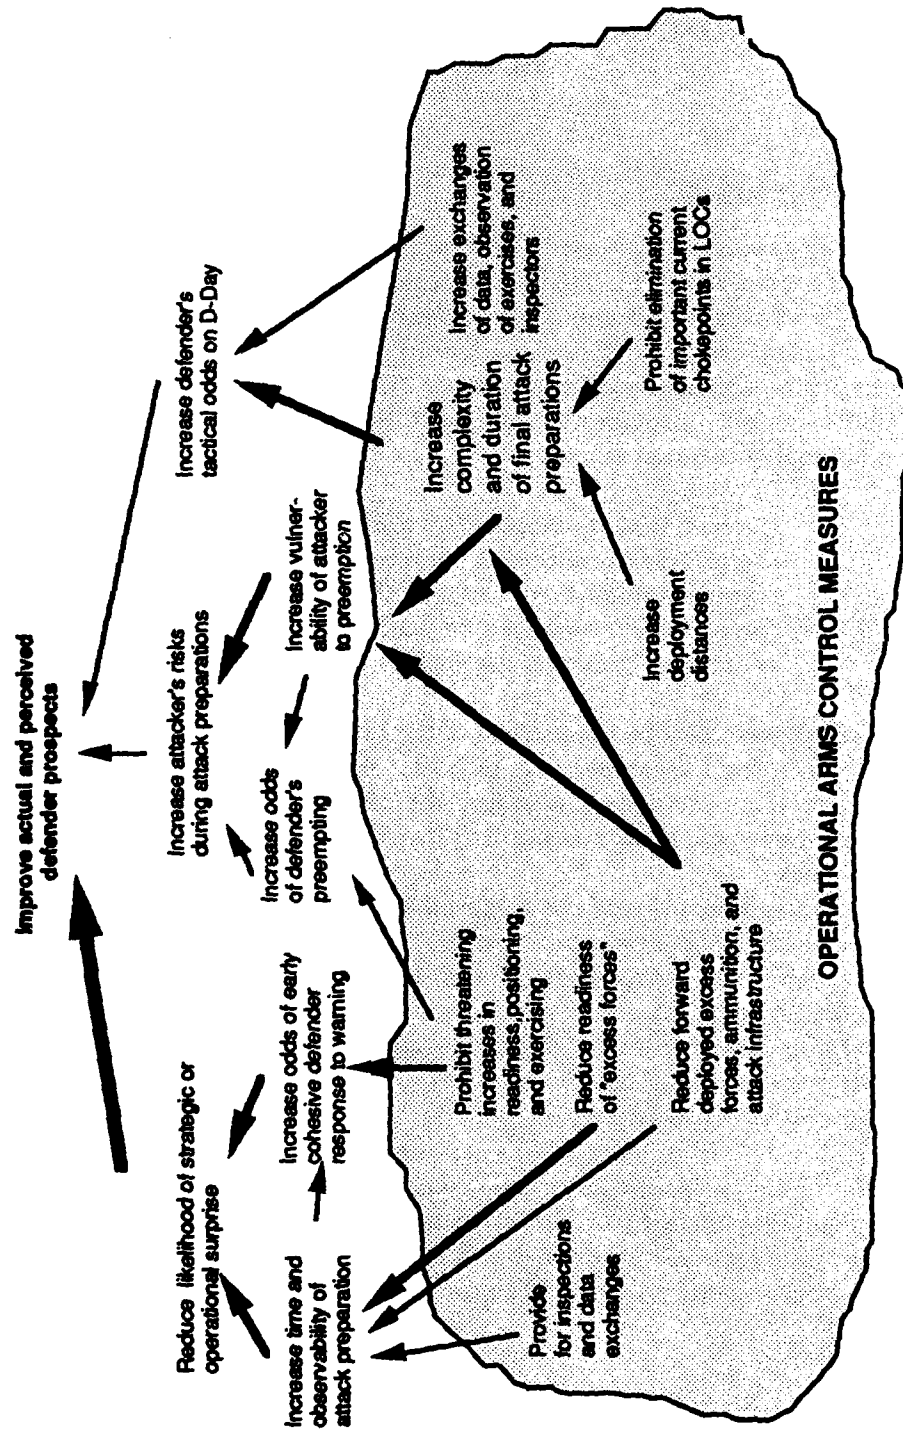 Improve actual and perceived
defender prospects
Reduce likelihood of strategic or
operational surprise
Increase attacker's risks
during attack preparations
Increase defender's
tactical odds on D-Day
Increase time and
observability of
attack preparation
Increase odds of early
cohesive defender
response to warning
Increase odds
of defender's
preempting
Increase vulner-
ability of attacker
to preemption
Provide
for inspections
and data
exchanges
Prohibit threatening
increases in
readiness, positioning,
and exercising
Reduce readiness
of "excess forces"
Reduce forward
deployed excess
forces, ammunition, and
attack infrastructure
Increase
complexity
and duration
of final attack
preparations
Increase exchanges
of data, observation
of exercises, and
inspectors
Increase
deployment
distances
Prohibit elimination
of important current
chokepoints in LOCs
OPERATIONAL ARMS CONTROL MEASURES